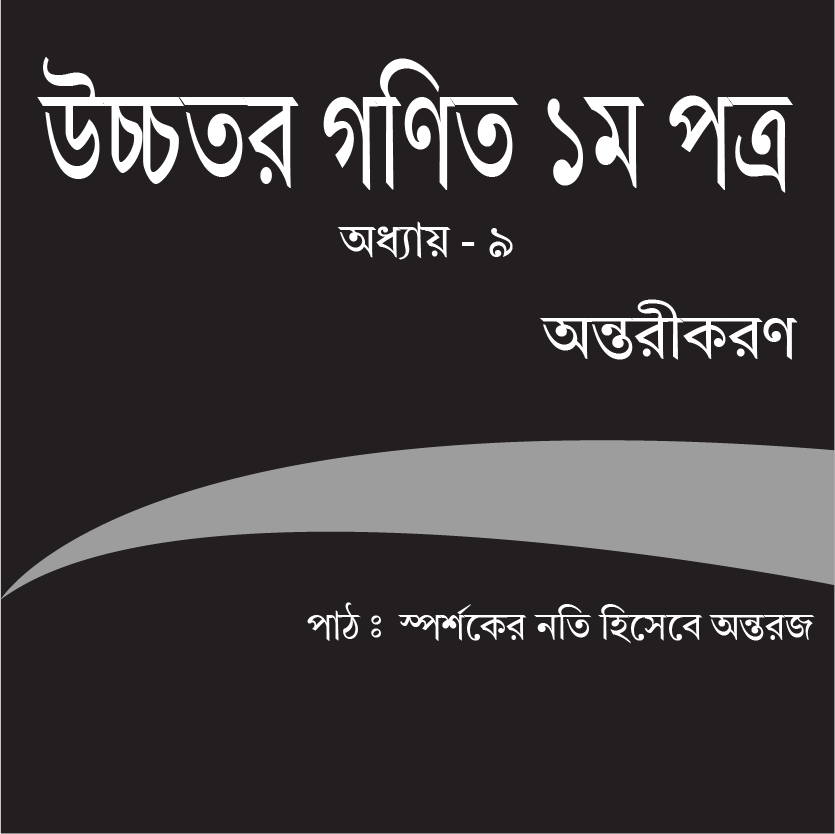 উচ্চতর গণিত ১ম পত্র
অধ্যায় - ৯
অন্তরীকরণ
পাঠ ঃ স্পর্শকের নতি হিসেবে অন্তরজ